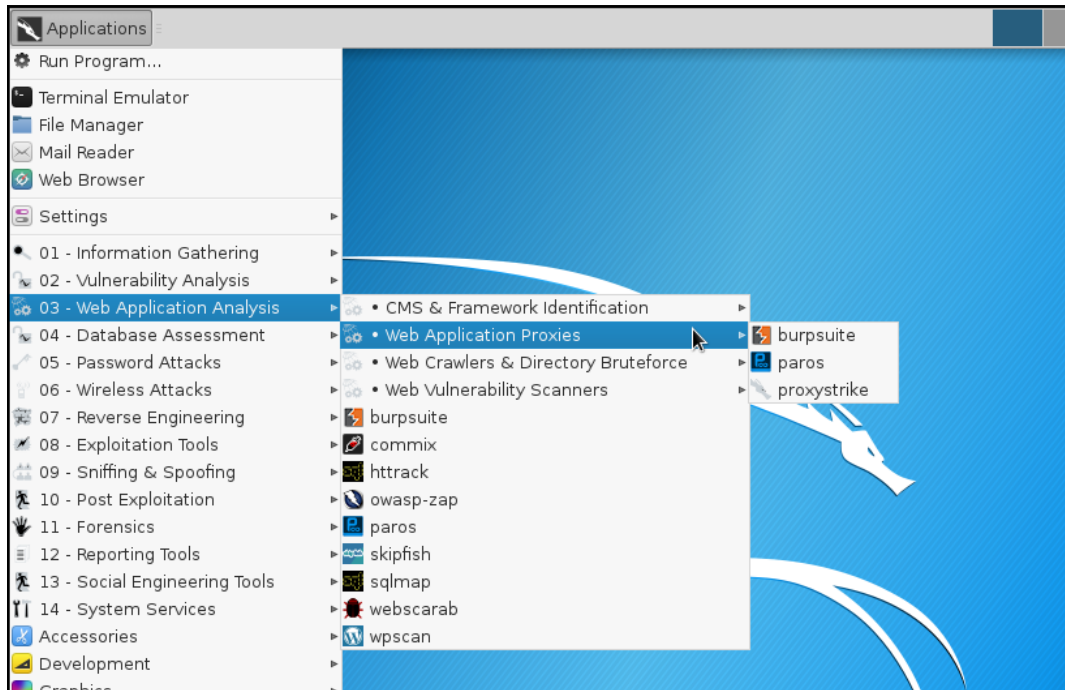 Applications
Run Program...
Terminal Emulator
File Manager
Mail Reader
Web Browser
Settings
01 - Information Gathering
02 - Vulnerability Analysis
03 - Web Application Analysis
04 - Database Assessment
05 - Password Attacks
06 - Wireless Attacks
07 - Reverse Engineering
08 - Exploitation Tools
09 - Sniffing & Spoofing
10 - Post Exploitation
11 - Forensics
12 - Reporting Tools
13 - Social Engineering Tools
14 - System Services
Accessories
Development
Graphics
• CMS & Framework Identification
• Web Application Proxies
• Web Crawlers & Directory Bruteforce
• Web Vulnerability Scanners
burpsuite
commix
httrack
owasp-zap
paros
skipfish
sqlmap
webscarab
wpscan
burpsuite
paros
proxystrike